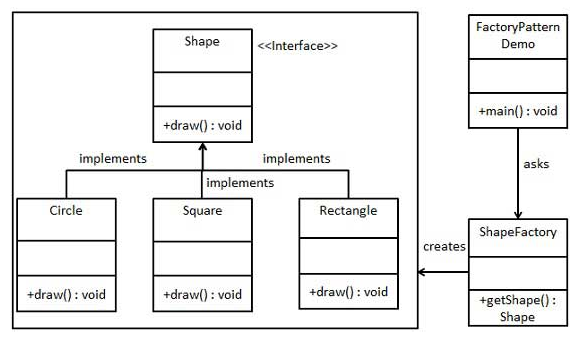 Shape
<<Interface>>
+draw() : void
implements
implements
implements
Circle
+draw() : void
Square
+draw() : void
Rectangle
+draw() : void
FactoryPattern
Demo
+main() : void
asks
creates
ShapeFactory
+getShape() :
Shape